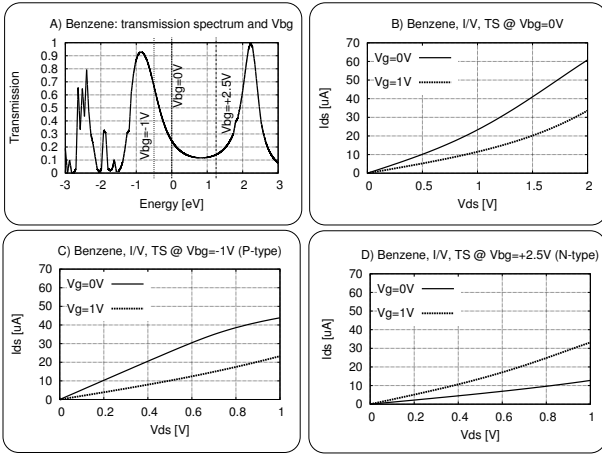 A) Benzene: transmission spectrum and Vbg
Transmission
1
0.9
0.8
0.7
0.6
0.5
0.4
0.3
0.2
0.1
0
Vbg=-1V
Vbg=0V
Vbg=+2.5V
-3 -2 -1 0 1 2 3
Energy [eV]
B) Benzene, I/V, TS @ Vbg=0V
Ids [uA]
70
60
50
40
30
20
10
0
Vg=0V
Vg=1V
0 0.5 1 1.5 2
Vds [V]
C) Benzene, I/V, TS @ Vbg=-1V (P-type)
Ids [uA]
70
60
50
40
30
20
10
0
Vg=0V
Vg=1V
0 0.2 0.4 0.6 0.8 1
Vds [V]
D) Benzene, I/V, TS @ Vbg=+2.5V (N-type)
Ids [uA]
70
60
50
40
30
20
10
0
Vg=0V
Vg=1V
0 0.2 0.4 0.6 0.8 1
Vds [V]